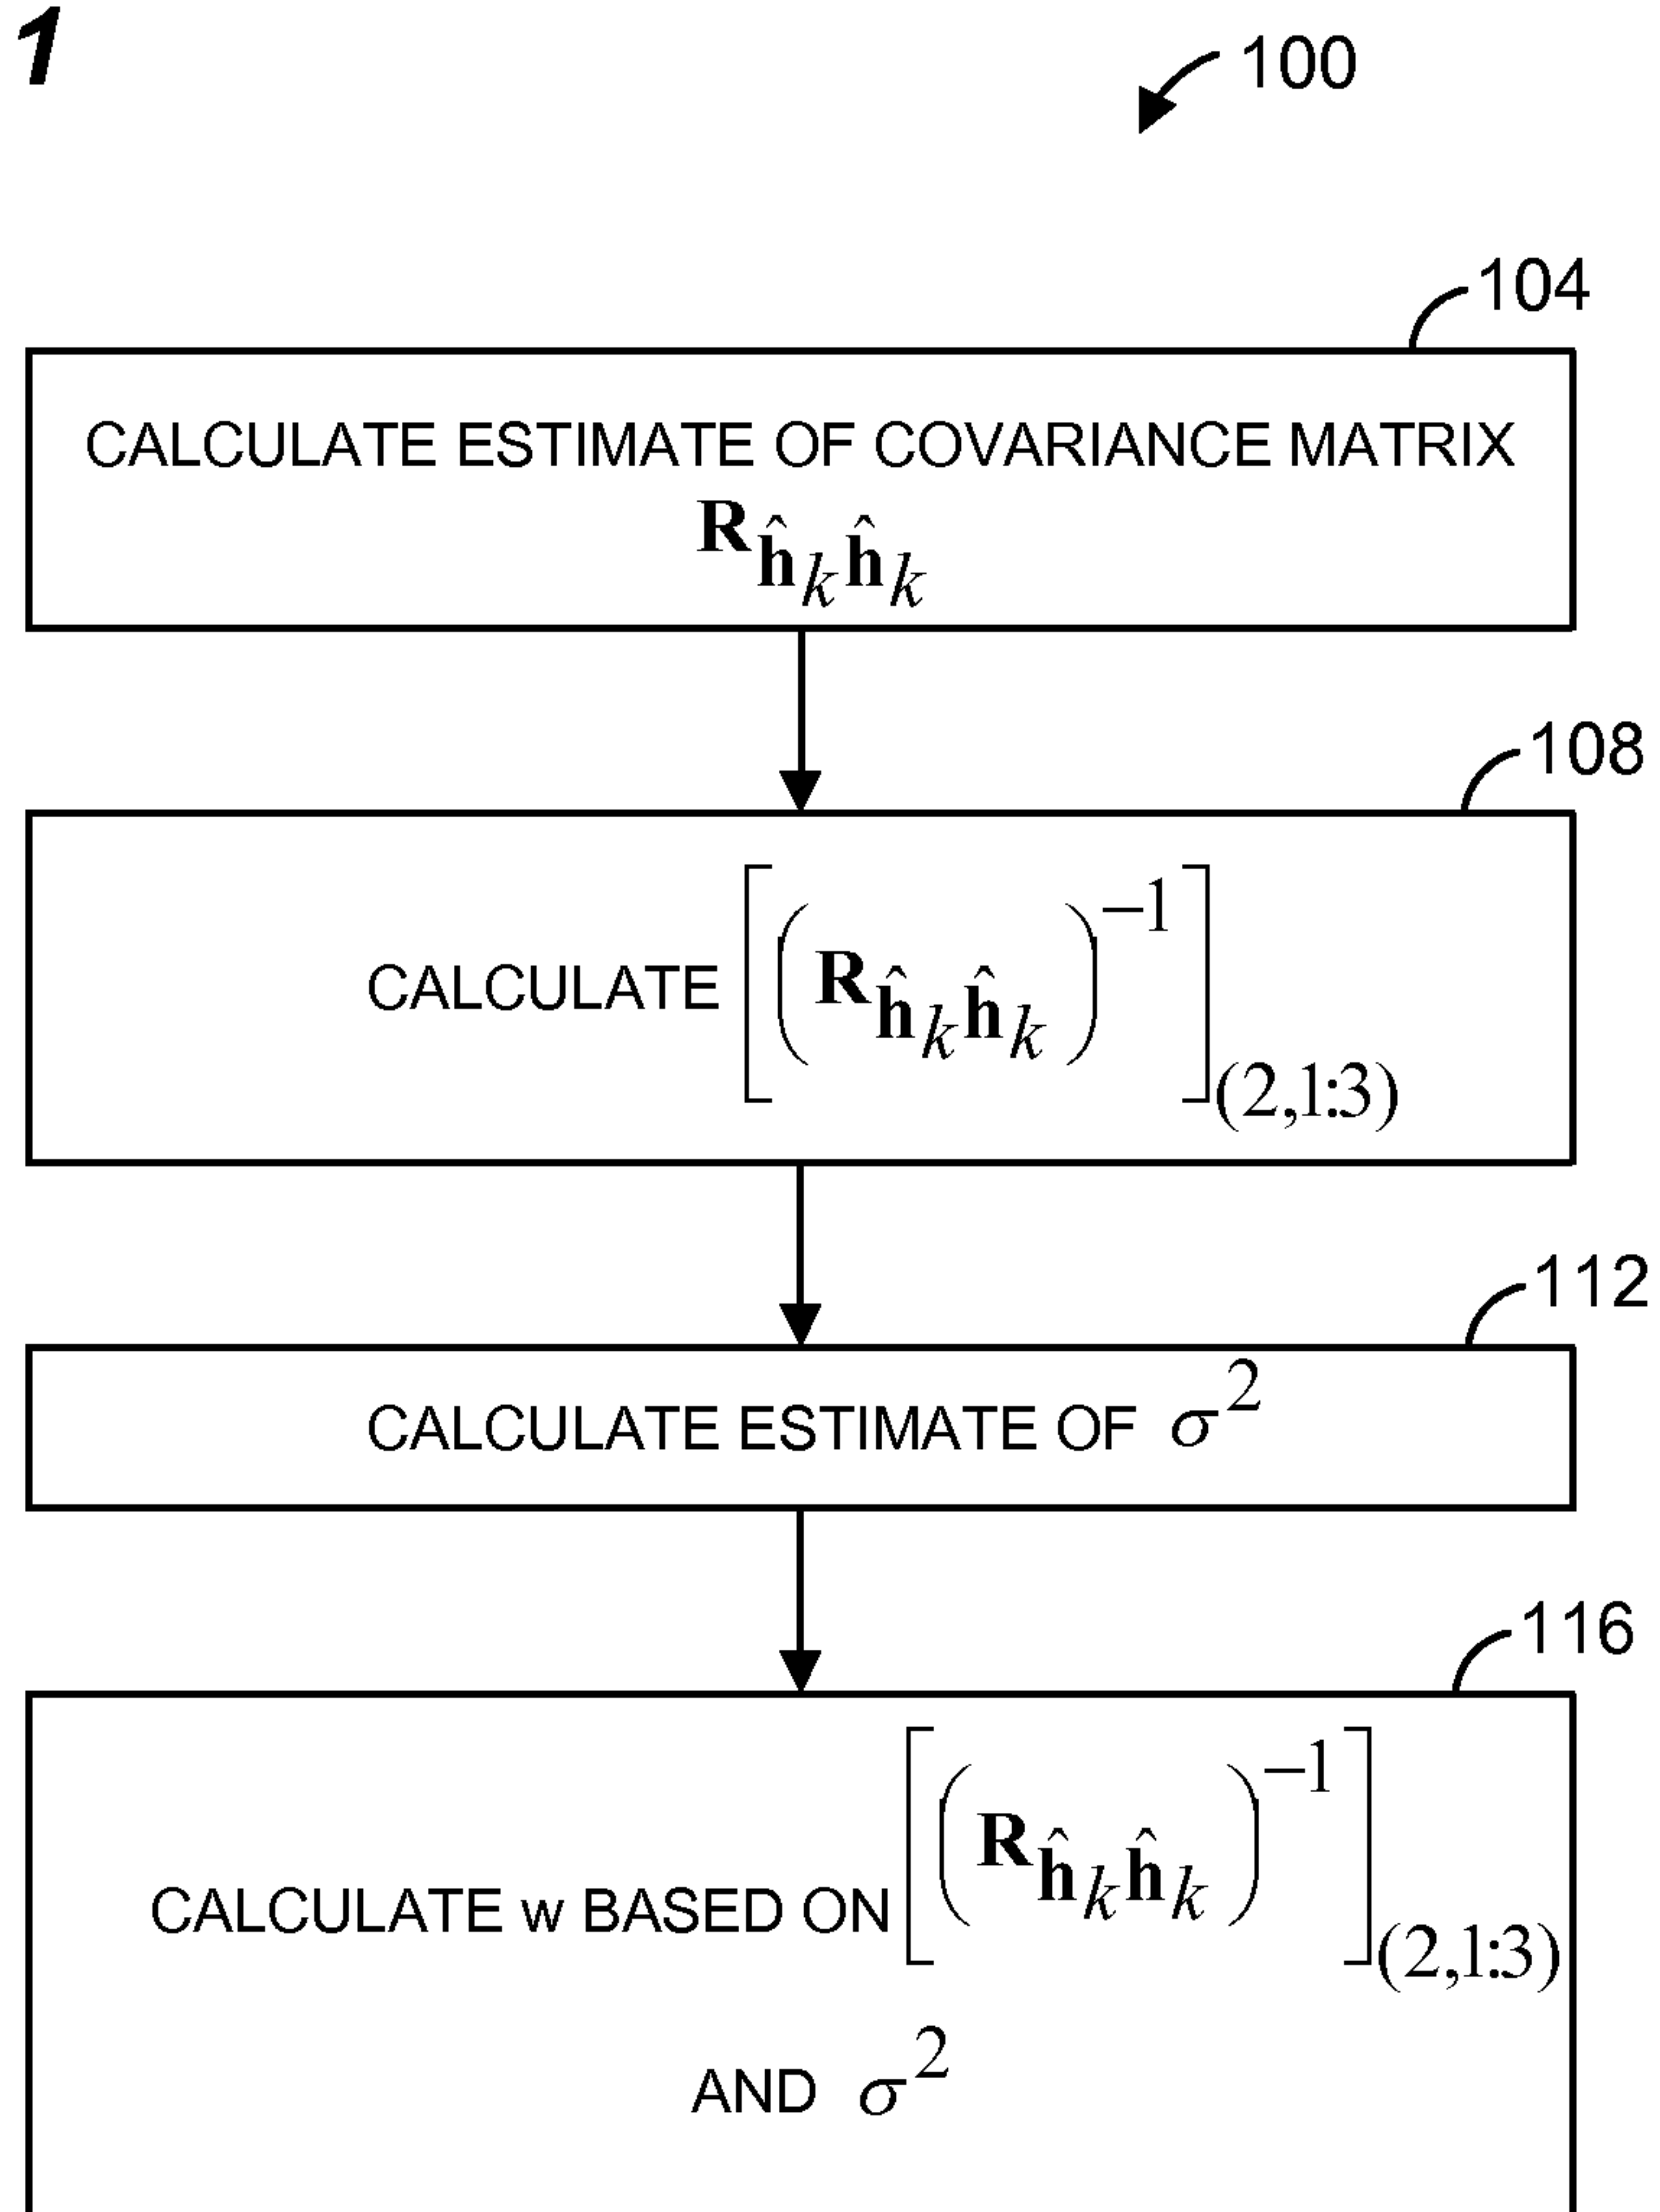 1
100
104
CALCULATE ESTIMATE OF COVARIANCE MATRIX
R_{ĥ_k ĥ_k}
108
CALCULATE [(R_{ĥ_k ĥ_k})^{-1}]_{(2,1:3)}
112
CALCULATE ESTIMATE OF σ^2
116
CALCULATE w BASED ON [(R_{ĥ_k ĥ_k})^{-1}]_{(2,1:3)}
AND σ^2